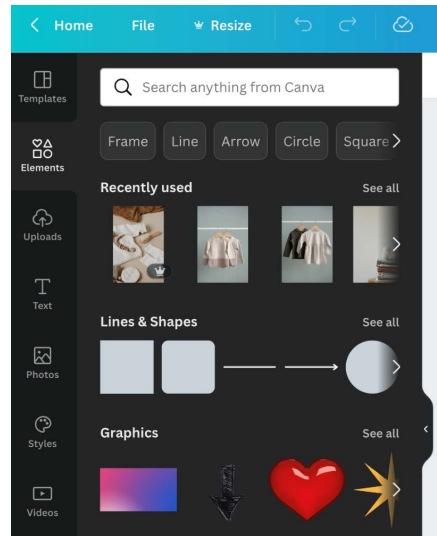 Home File Resize
Templates
Elements
Uploads
Text
Photos
Styles
Videos
Search anything from Canva
Frame Line Arrow Circle Square
Recently used See all
Lines & Shapes See all
Graphics See all